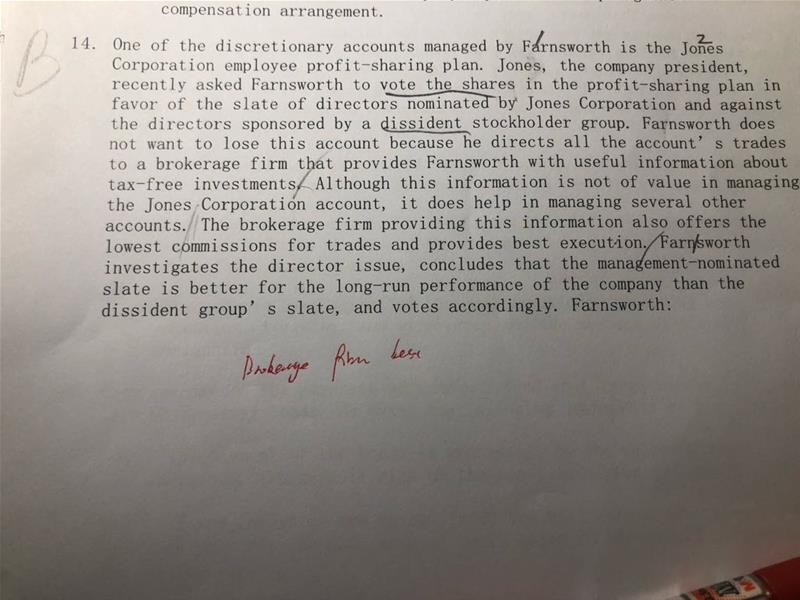 compensation arrangement.
B
14. One of the discretionary accounts managed by Farnsworth is the Jones
2
Corporation employee profit-sharing plan. Jones, the company president,
recently asked Farnsworth to vote the shares in the profit-sharing plan in
favor of the slate of directors nominated by Jones Corporation and against
the directors sponsored by a dissident stockholder group. Farnsworth does
not want to lose this account because he directs all the account's trades
to a brokerage firm that provides Farnsworth with useful information about
tax-free investments. Although this information is not of value in managing
the Jones Corporation account, it does help in managing several other
accounts. The brokerage firm providing this information also offers the
lowest commissions for trades and provides best execution. Farnsworth
investigates the director issue, concludes that the management-nominated
slate is better for the long-run performance of the company than the
dissident group's slate, and votes accordingly. Farnsworth:
Brokerage firm